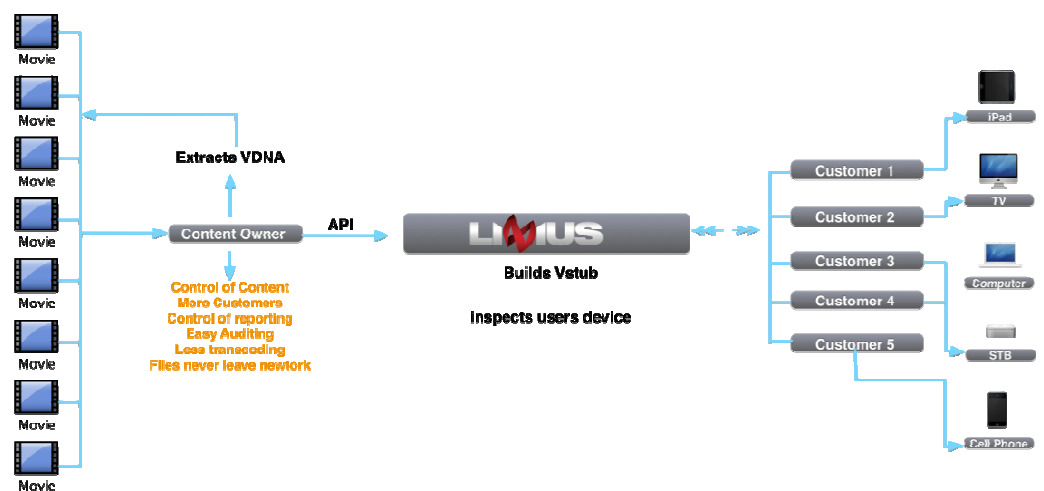 Movie
Movie
Movie
Movie
Movie
Movie
Movie
Movie
Extracts VDNA
Content Owner
API
Control of Content
More Customers
Control of reporting
Easy Auditing
Less transcoding
Files never leave newtork
LINIUS
Builds Vstub
Inspects users device
Customer 1
Customer 2
Customer 3
Customer 4
Customer 5
iPad
TV
Computer
STB
Cell Phone